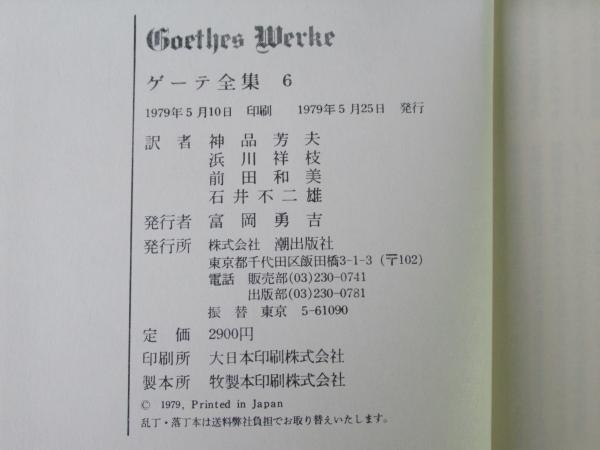 Goethes Werke
ゲーテ全集 6
1979年5月10日 印刷 1979年5月25日 発行
訳者 神品芳夫
浜川祥枝
前田和美
石井不二雄
発行者 富岡勇吉
発行所 株式会社 潮出版社
東京都千代田区飯田橋3-1-3 (〒102)
電話 販売部(03)230-0741
出版部(03)230-0781
振替 東京 5-61090
定価 2900円
印刷所 大日本印刷株式会社
製本所 牧製本印刷株式会社
© 1979, Printed in Japan
乱丁・落丁本は送料弊社負担でお取り替えいたします。